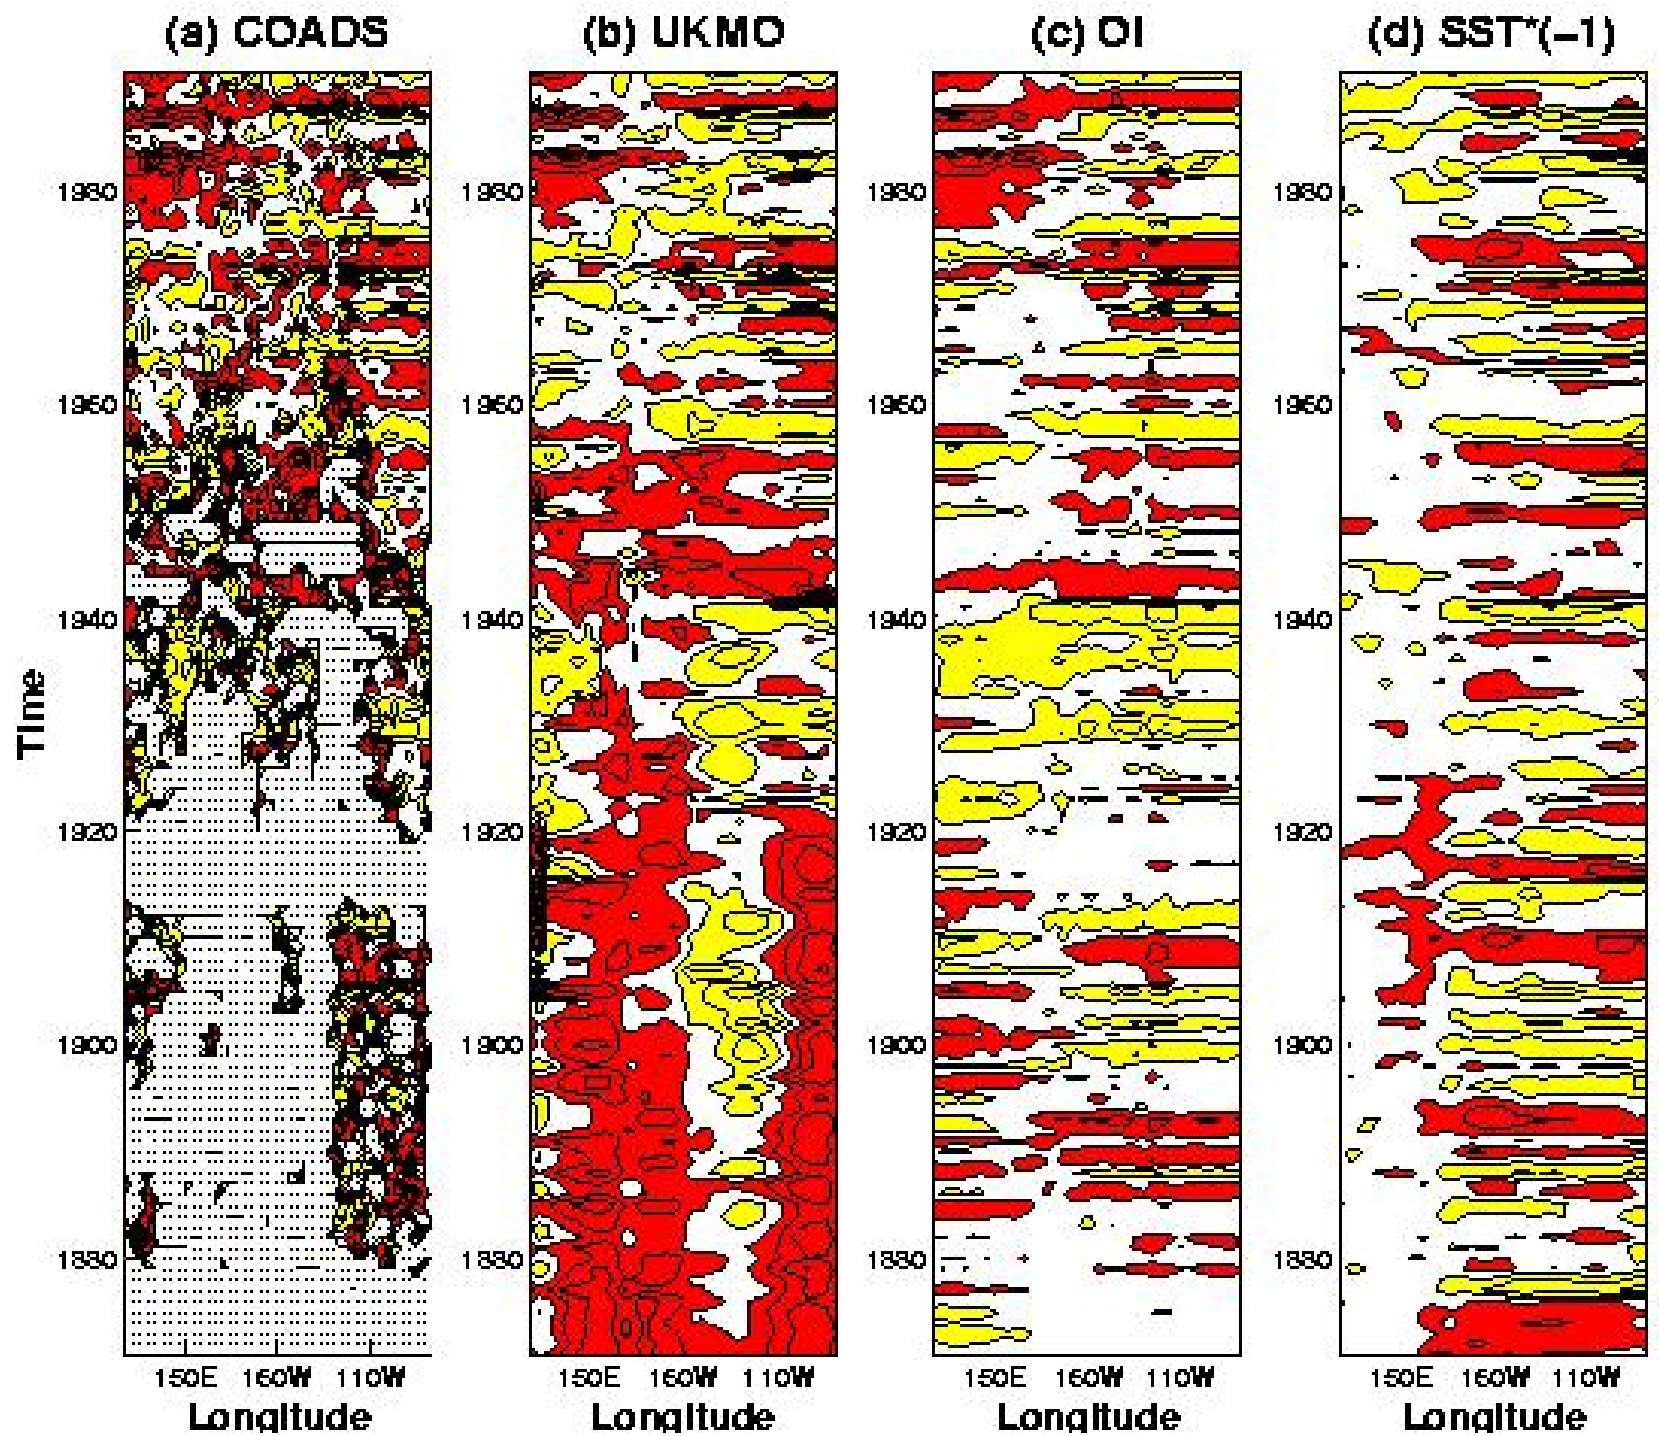 (a) COADS (b) UKMO (c) OI (d) SST*(-1)
1980 1980 1980 1980
1960 1960 1960 1960
1940 1940 1940 1940
Time
1920 1920 1920 1920
1900 1900 1900 1900
1880 1880 1880 1880
150E 160W 110W 150E 160W 110W 150E 160W 110W 150E 160W 110W
Longitude Longitude Longitude Longitude